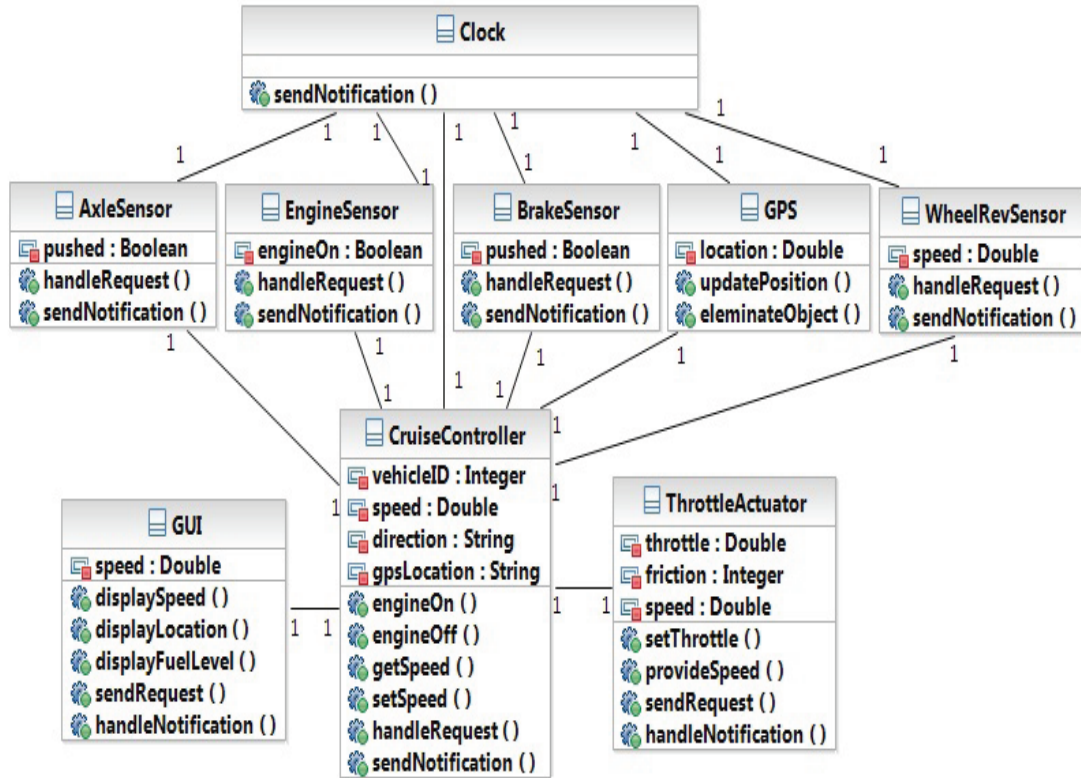 Clock
sendNotification ( )
1 1 1 1 1 1
1 1 1 1 1
AxleSensor
pushed : Boolean
handleRequest ( )
sendNotification ( )
EngineSensor
engineOn : Boolean
handleRequest ( )
sendNotification ( )
BrakeSensor
pushed : Boolean
handleRequest ( )
sendNotification ( )
GPS
location : Double
updatePosition ( )
eleminateObject ( )
WheelRevSensor
speed : Double
handleRequest ( )
sendNotification ( )
1 1 1 1 1
1 1 1 1
1 1
CruiseController
vehicleID : Integer
speed : Double
direction : String
gpsLocation : String
engineOn ( )
engineOff ( )
getSpeed ( )
setSpeed ( )
handleRequest ( )
sendNotification ( )
GUI
speed : Double
displaySpeed ( )
displayLocation ( )
displayFuelLevel ( )
sendRequest ( )
handleNotification ( )
1 1
1 1
ThrottleActuator
throttle : Double
friction : Integer
speed : Double
setThrottle ( )
provideSpeed ( )
sendRequest ( )
handleNotification ( )